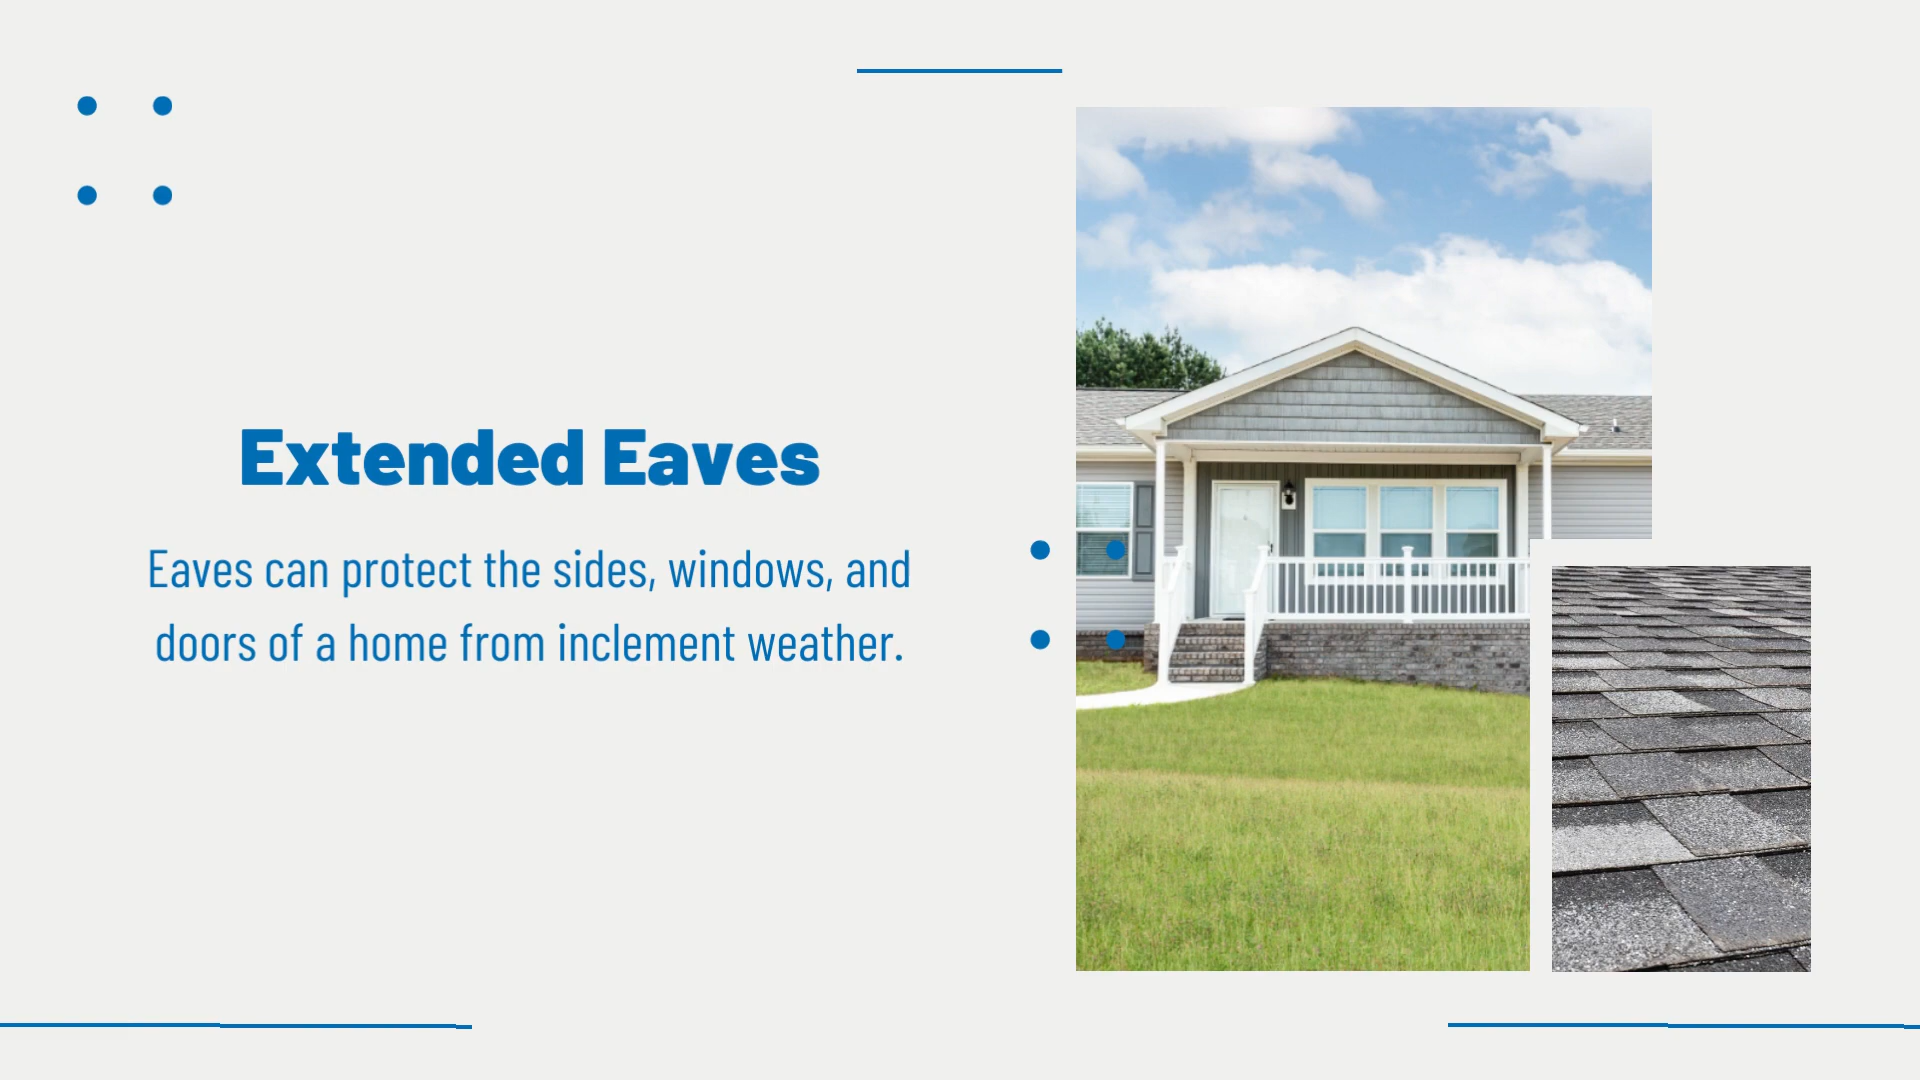 Extended Eaves
Eaves can protect the sides, windows, and
doors of a home from inclement weather.